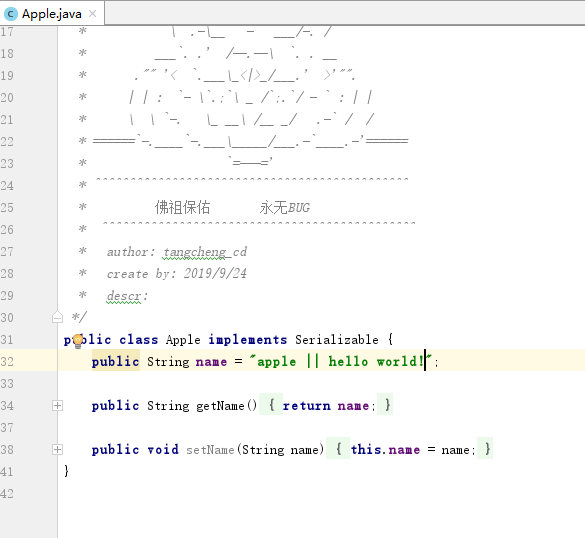 Apple.java
17 * \ .-\__ - ___/-. /
18 * ___`. .' /--.--\ `. . __
19 * ."" '< `.___\_<|>_/___.' >'"".
20 * | | : `- \`.;`\ _ /`;.`/ - ` : | |
21 * \ \ `-. \_ __\ /__ _/ .-` / /
22 * ======`-.____`-.___\_____/___.-`____.-'======
23 * `=---='
24 * ^^^^^^^^^^^^^^^^^^^^^^^^^^^^^^^^^^^^^^^^^^^^^
25 * 佛祖保佑 永无BUG
26 * ^^^^^^^^^^^^^^^^^^^^^^^^^^^^^^^^^^^^^^^^^^^^^
27 * author: tangcheng_cd
28 * create by: 2019/9/24
29 * descr:
30 */
31 public class Apple implements Serializable {
32 public String name = "apple || hello world!";
33
34 public String getName() { return name; }
37
38 public void setName(String name) { this.name = name; }
41 }
42